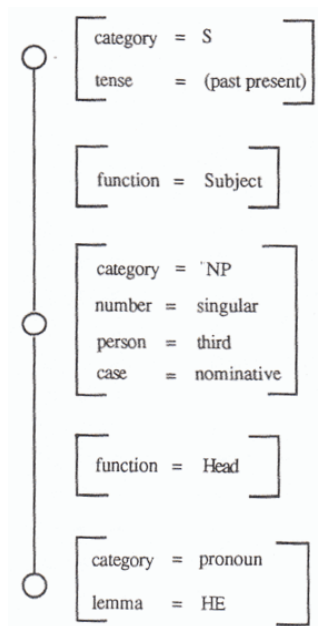 category = S
tense = (past present)
function = Subject
category = NP
number = singular
person = third
case = nominative
function = Head
category = pronoun
lemma = HE